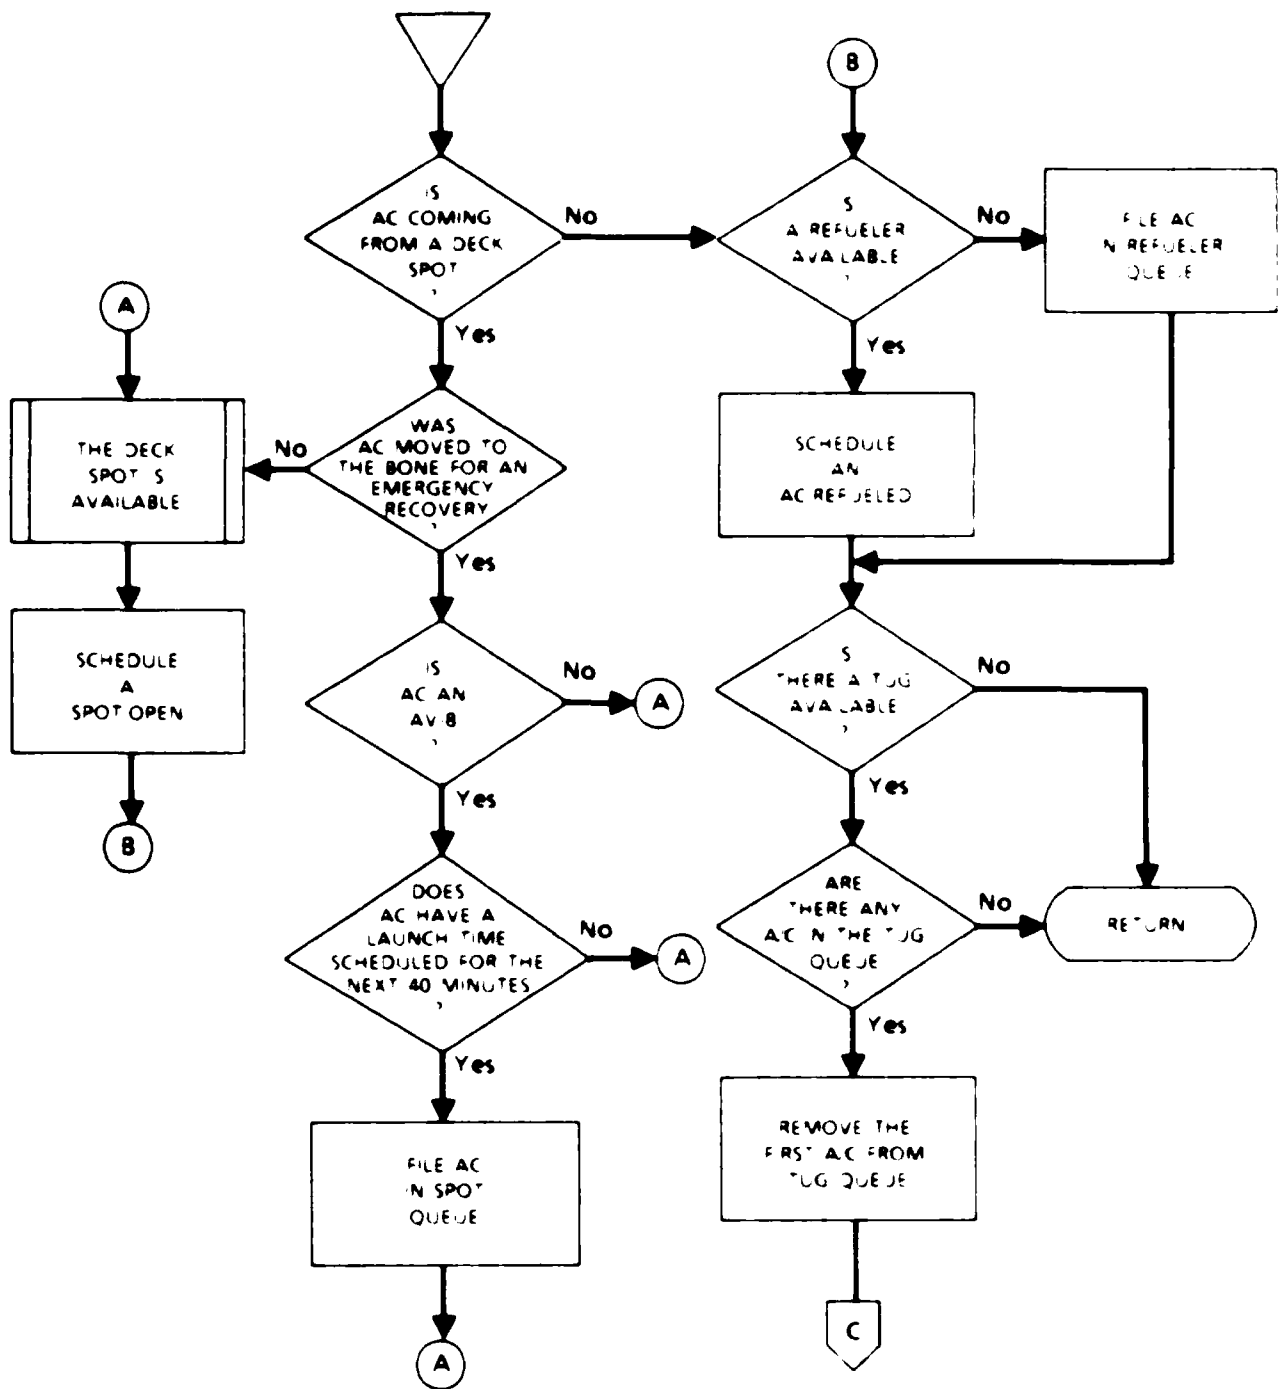 IS
AC COMING
FROM A DECK
SPOT
?
No
Yes
B
IS
A REFUELER
AVAILABLE
?
No
Yes
FILE AC
IN REFUELER
QUEUE
A
THE DECK
SPOT IS
AVAILABLE
No
WAS
AC MOVED TO
THE BONE FOR AN
EMERGENCY
RECOVERY
?
Yes
SCHEDULE
AN
AC REFUELED
SCHEDULE
A
SPOT OPEN
B
IS
AC AN
AV-8
?
No
A
Yes
IS
THERE A TUG
AVAILABLE
?
No
Yes
DOES
AC HAVE A
LAUNCH TIME
SCHEDULED FOR THE
NEXT 40 MINUTES
?
No
A
Yes
ARE
THERE ANY
A/C IN THE TUG
QUEUE
?
No
RETURN
Yes
FILE AC
IN SPOT
QUEUE
A
REMOVE THE
FIRST A/C FROM
TUG QUEUE
C